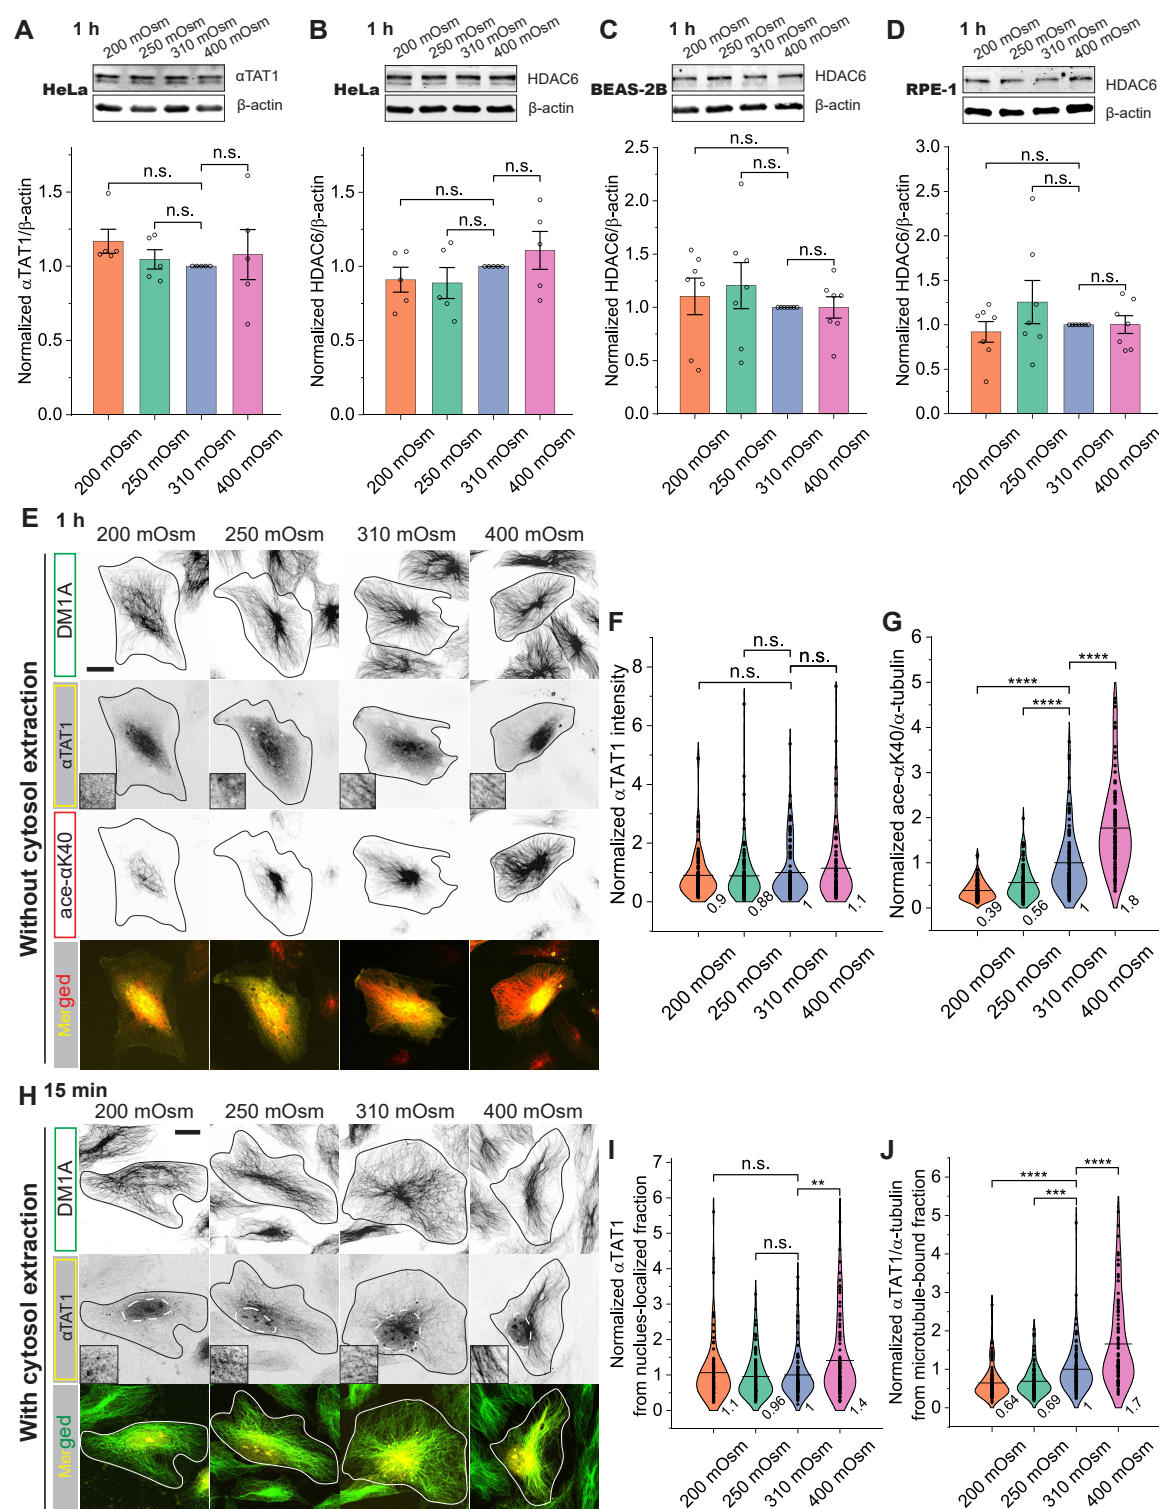 A
1 h
200 mOsm
250 mOsm
310 mOsm
400 mOsm
HeLa
αTAT1
β-actin
Normalized αTAT1/β-actin
1.5
1.0
0.5
0.0
n.s.
n.s.
n.s.
200 mOsm
250 mOsm
310 mOsm
400 mOsm
B
1 h
200 mOsm
250 mOsm
310 mOsm
400 mOsm
HeLa
HDAC6
β-actin
Normalized HDAC6/β-actin
1.5
1.0
0.5
0.0
n.s.
n.s.
n.s.
200 mOsm
250 mOsm
310 mOsm
400 mOsm
C
1 h
200 mOsm
250 mOsm
310 mOsm
400 mOsm
BEAS-2B
HDAC6
β-actin
Normalized HDAC6/β-actin
2.5
2.0
1.5
1.0
0.5
0.0
n.s.
n.s.
n.s.
200 mOsm
250 mOsm
310 mOsm
400 mOsm
D
1 h
200 mOsm
250 mOsm
310 mOsm
400 mOsm
RPE-1
HDAC6
β-actin
Normalized HDAC6/β-actin
3.0
2.5
2.0
1.5
1.0
0.5
0.0
n.s.
n.s.
n.s.
200 mOsm
250 mOsm
310 mOsm
400 mOsm
E
1 h
200 mOsm
250 mOsm
310 mOsm
400 mOsm
Without cytosol extraction
DM1A
αTAT1
ace-αK40
Merged
F
Normalized αTAT1 intensity
8
6
4
2
0
n.s.
n.s.
n.s.
0.9
0.88
1
1.1
200 mOsm
250 mOsm
310 mOsm
400 mOsm
G
Normalized ace-αK40/α-tubulin
6
5
4
3
2
1
0
****
****
****
0.39
0.56
1
1.8
200 mOsm
250 mOsm
310 mOsm
400 mOsm
H
15 min
200 mOsm
250 mOsm
310 mOsm
400 mOsm
With cytosol extraction
DM1A
αTAT1
Merged
I
Normalized αTAT1
from nuclues-localized fraction
7
6
5
4
3
2
1
0
n.s.
**
n.s.
1.1
0.96
1
1.4
200 mOsm
250 mOsm
310 mOsm
400 mOsm
J
Normalized αTAT1/α-tubulin
from microtubule-bound fraction
6
5
4
3
2
1
0
****
****
***
0.64
0.69
1
1.7
200 mOsm
250 mOsm
310 mOsm
400 mOsm